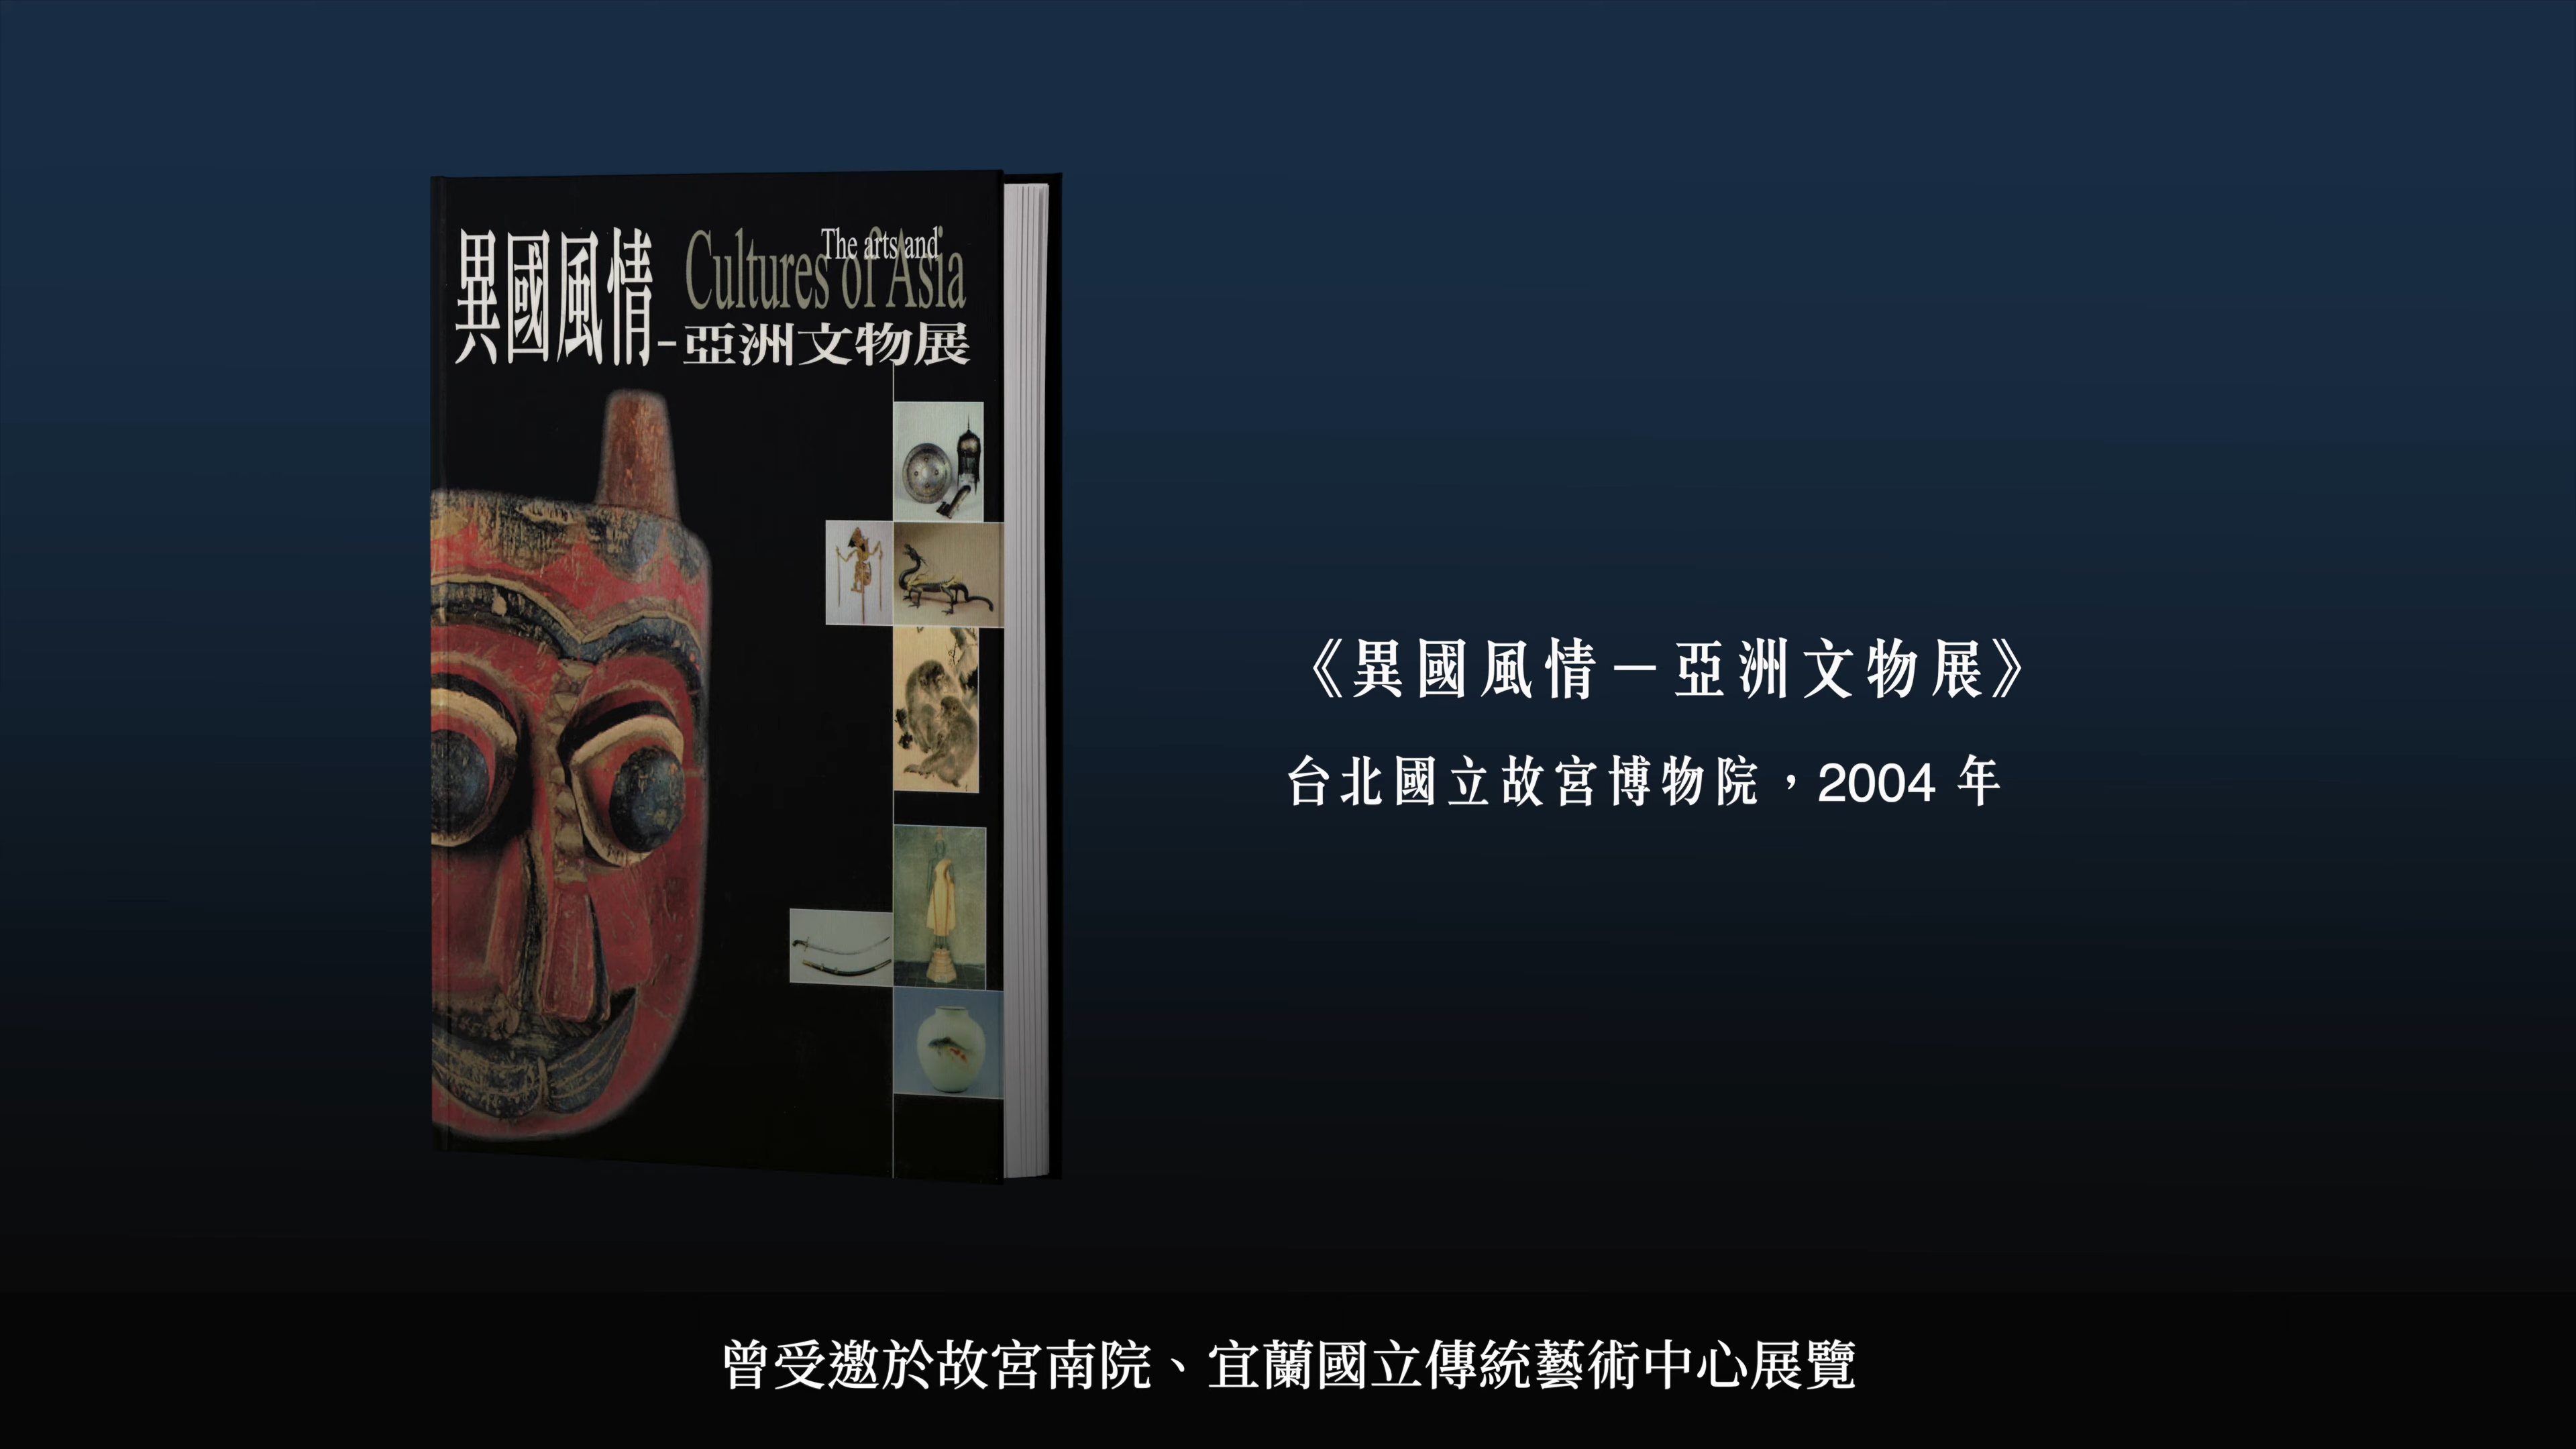 異國風情
The arts and
Cultures of Asia
-亞洲文物展
《異國風情－亞洲文物展》
台北國立故宮博物院，2004 年
曾受邀於故宮南院、宜蘭國立傳統藝術中心展覽